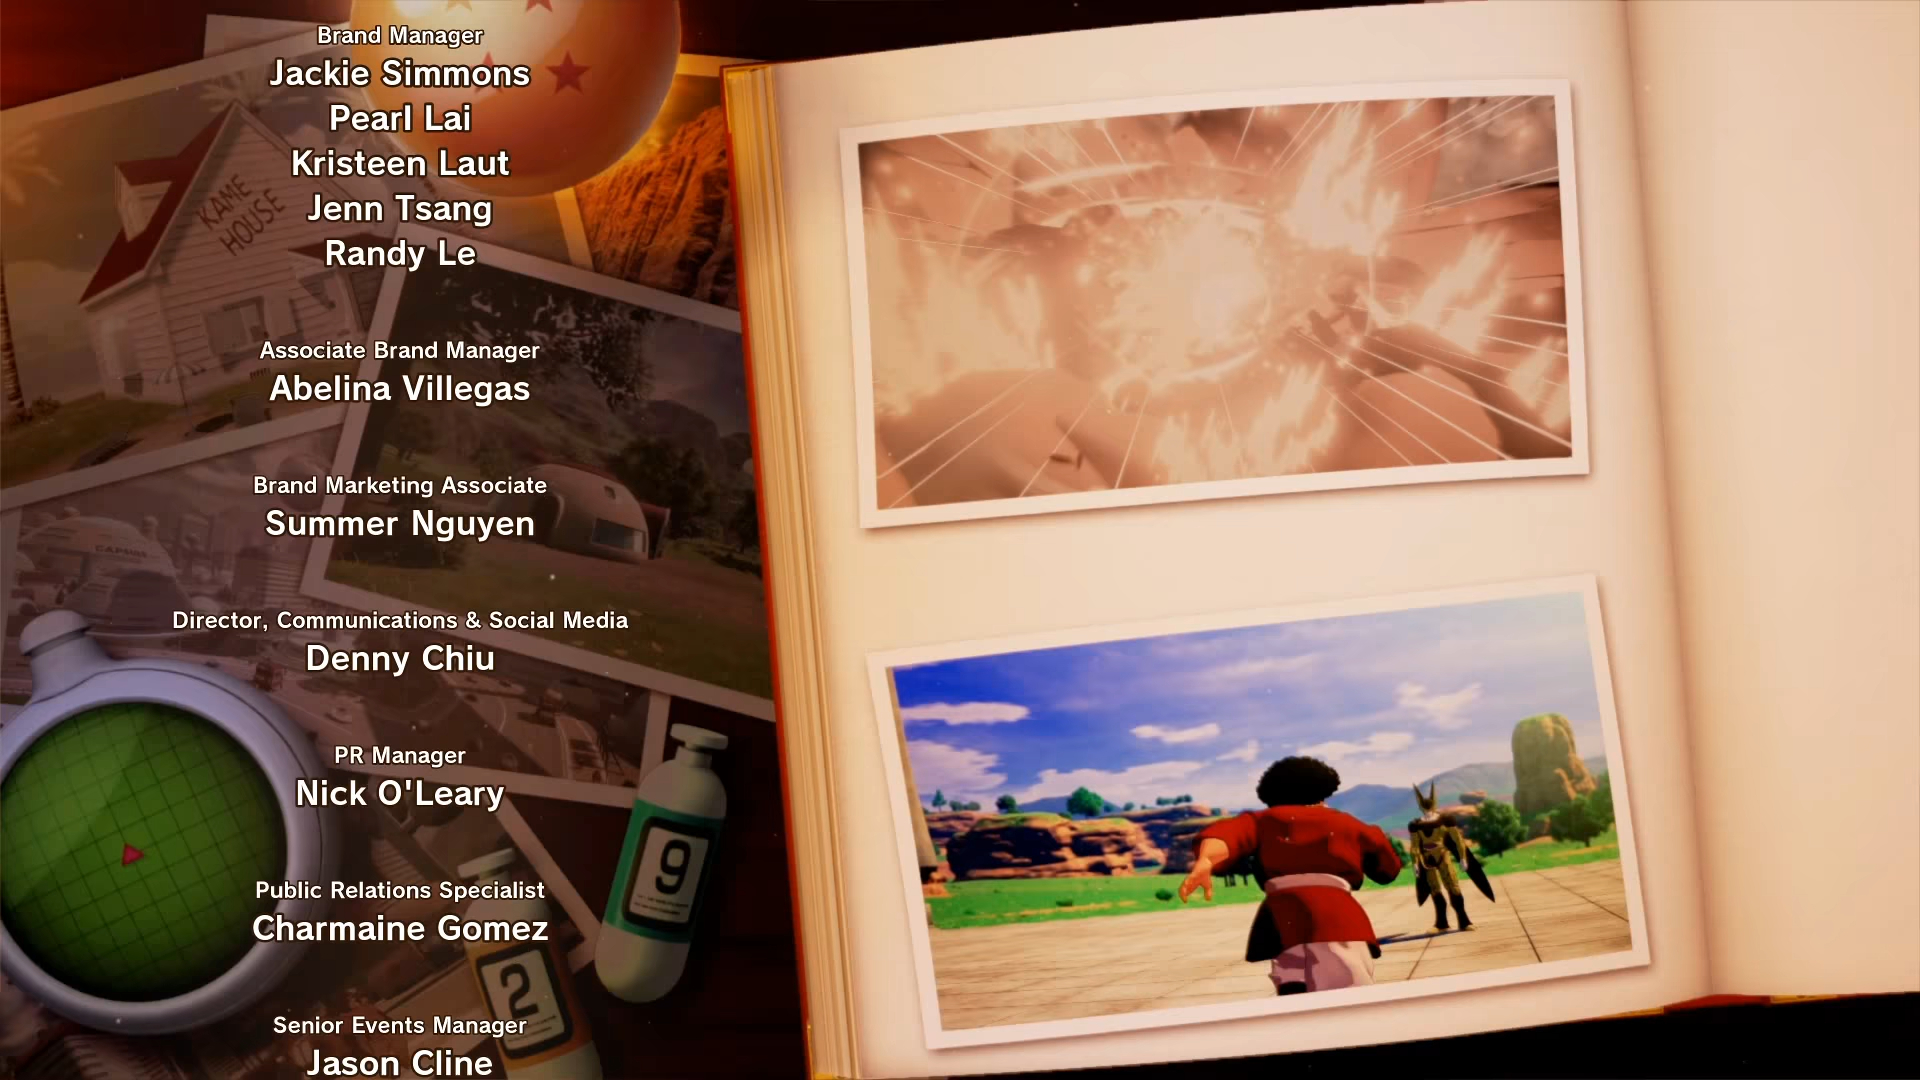 Brand Manager
Jackie Simmons
Pearl Lai
Kristeen Laut
Jenn Tsang
Randy Le
KAME
HOUSE
Associate Brand Manager
Abelina Villegas
Brand Marketing Associate
Summer Nguyen
CAPSULE
Director, Communications & Social Media
Denny Chiu
PR Manager
Nick O'Leary
9
Public Relations Specialist
Charmaine Gomez
2
Senior Events Manager
Jason Cline